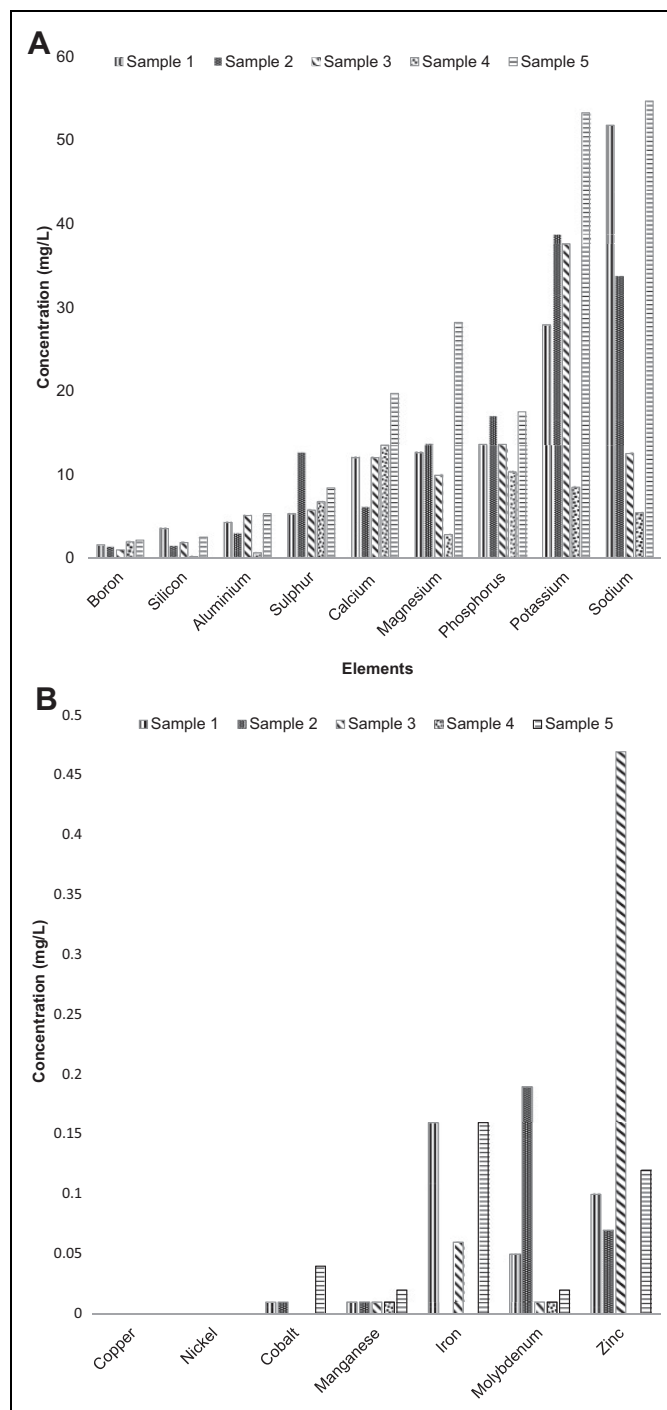 A
60
Sample 1 Sample 2 Sample 3 Sample 4 Sample 5
50
40
30
20
10
0
Concentration (mg/L)
Boron Silicon Aluminium Sulphur Calcium Magnesium Phosphorus Potassium Sodium
Elements
B
0.5
Sample 1 Sample 2 Sample 3 Sample 4 Sample 5
0.45
0.4
0.35
0.3
0.25
0.2
0.15
0.1
0.05
0
Concentration (mg/L)
Copper Nickel Cobalt Manganese Iron Molybdenum Zinc